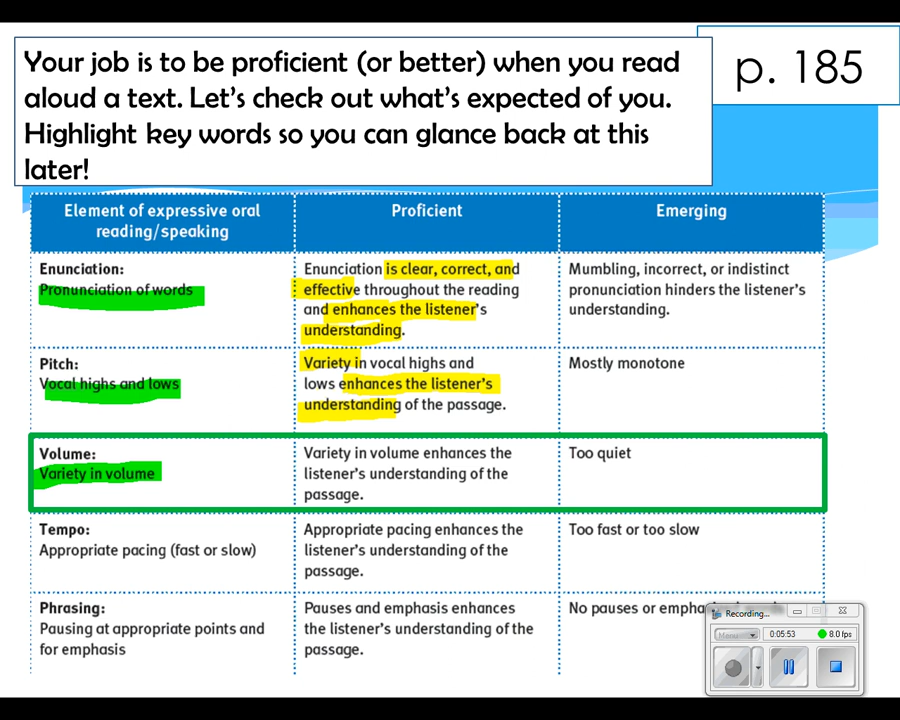 Your job is to be proficient (or better) when you read
aloud a text. Let's check out what's expected of you.
Highlight key words so you can glance back at this
later!
p. 185
Element of expressive oral
reading/speaking
Proficient
Emerging
Enunciation:
Pronunciation of words
Enunciation is clear, correct, and
effective throughout the reading
and enhances the listener's
understanding.
Mumbling, incorrect, or indistinct
pronunciation hinders the listener's
understanding.
Pitch:
Vocal highs and lows
Variety in vocal highs and
lows enhances the listener's
understanding of the passage.
Mostly monotone
Volume:
Variety in volume
Variety in volume enhances the
listener's understanding of the
passage.
Too quiet
Tempo:
Appropriate pacing (fast or slow)
Appropriate pacing enhances the
listener's understanding of the
passage.
Too fast or too slow
Phrasing:
Pausing at appropriate points and
for emphasis
Pauses and emphasis enhances
the listener's understanding of the
passage.
No pauses or
Recording...
Menu
0:05:53
8.0 fps